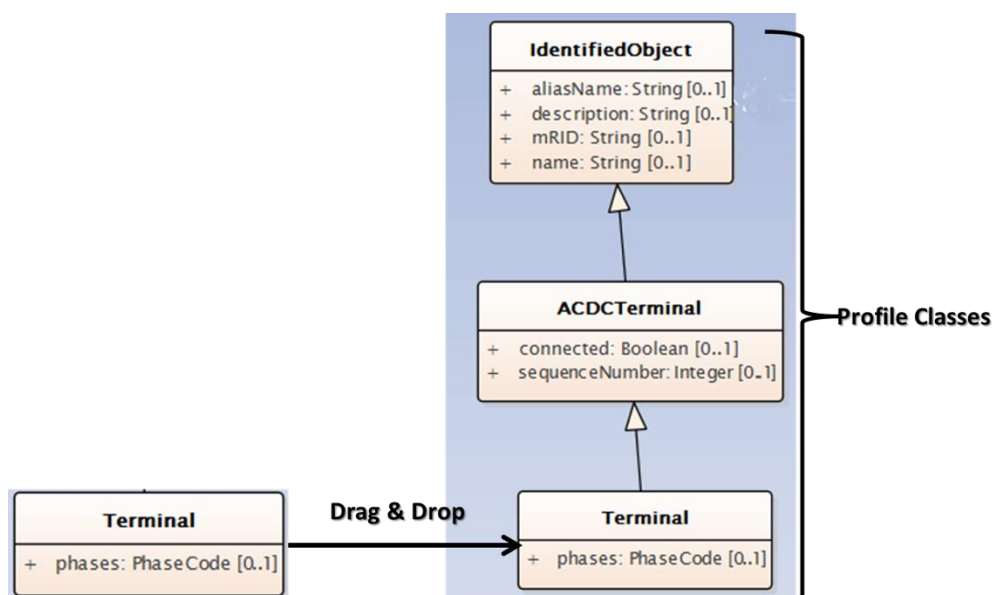 IdentifiedObject
+ aliasName: String [0..1]
+ description: String [0..1]
+ mRID: String [0..1]
+ name: String [0..1]
ACDCTerminal
+ connected: Boolean [0..1]
+ sequenceNumber: Integer [0..1]
Profile Classes
Terminal
+ phases: PhaseCode [0..1]
Drag & Drop
Terminal
+ phases: PhaseCode [0..1]